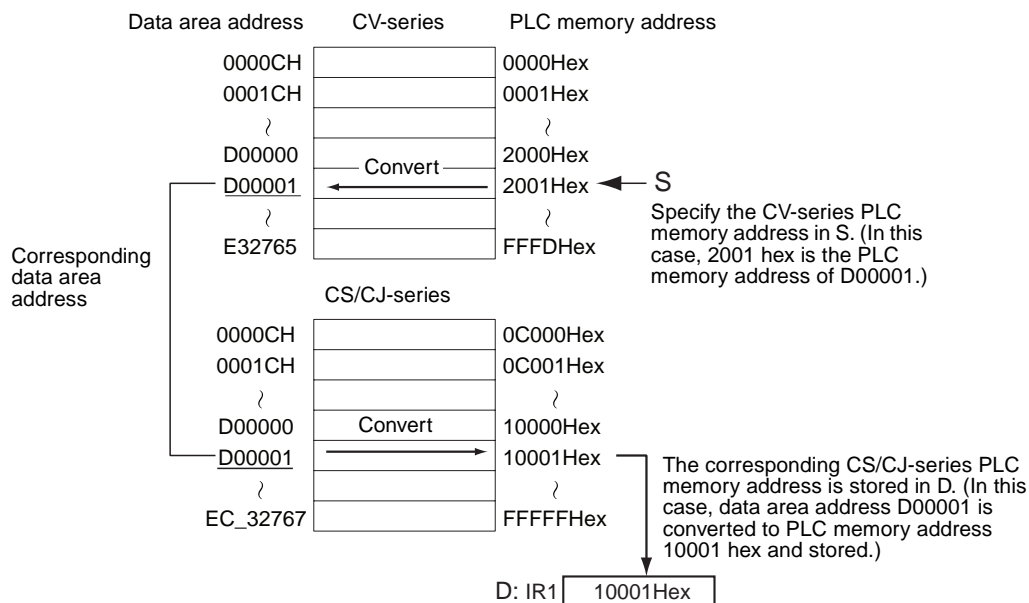 Data area address CV-series PLC memory address
0000CH 0000Hex
0001CH 0001Hex
D00000 2000Hex
Convert
D00001 2001Hex S
Specify the CV-series PLC
memory address in S. (In this
case, 2001 hex is the PLC
memory address of D00001.)
E32765 FFFDHex
Corresponding
data area
address
CS/CJ-series
0000CH 0C000Hex
0001CH 0C001Hex
D00000 Convert 10000Hex
D00001 10001Hex
The corresponding CS/CJ-series PLC
memory address is stored in D. (In this
case, data area address D00001 is
converted to PLC memory address
10001 hex and stored.)
EC_32767 FFFFFHex
D: IR1 10001Hex